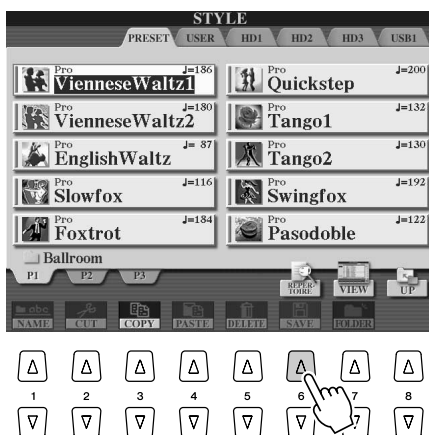 STYLE
PRESET USER HD1 HD2 HD3 USB1
Pro ♩=186
VienneseWaltz1
Pro ♩=200
Quickstep
Pro ♩=180
VienneseWaltz2
Pro ♩=132
Tango1
Pro ♩= 87
EnglishWaltz
Pro ♩=130
Tango2
Pro ♩=116
Slowfox
Pro ♩=192
Swingfox
Pro ♩=184
Foxtrot
Pro ♩=122
Pasodoble
Ballroom
P1 P2 P3
REPER
TOIRE VIEW UP
abc
NAME CUT COPY PASTE DELETE SAVE FOLDER
1 2 3 4 5 6 7 8